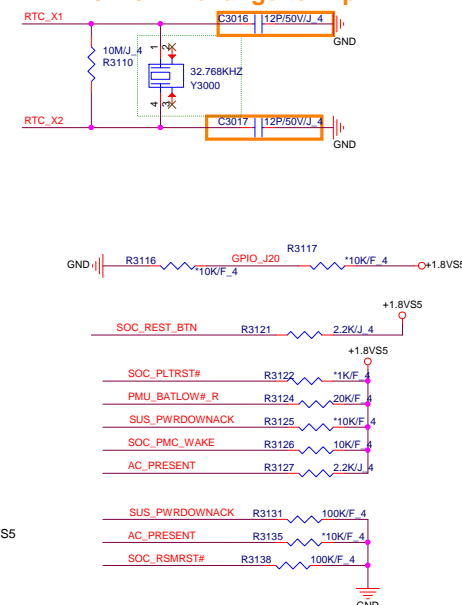 RTC_X1
C3016 12P/50V/J_4
GND
10M/J_4
R3110
1
2
32.768KHZ
Y3000
4
3
RTC_X2
C3017 12P/50V/J_4
GND
R3117
GND R3116 GPIO_J20 *10K/F_4 +1.8VS5
*10K/F_4
+1.8VS5
SOC_REST_BTN R3121 2.2K/J_4
+1.8VS5
SOC_PLTRST# R3122 *1K/F_4
PMU_BATLOW#_R R3124 20K/F_4
SUS_PWRDOWNACK R3125 *10K/F_4
SOC_PMC_WAKE R3126 10K/F_4
AC_PRESENT R3127 2.2K/J_4
SUS_PWRDOWNACK R3131 100K/F_4
S5
AC_PRESENT R3135 *10K/F_4
SOC_RSMRST# R3138 100K/F_4
GND